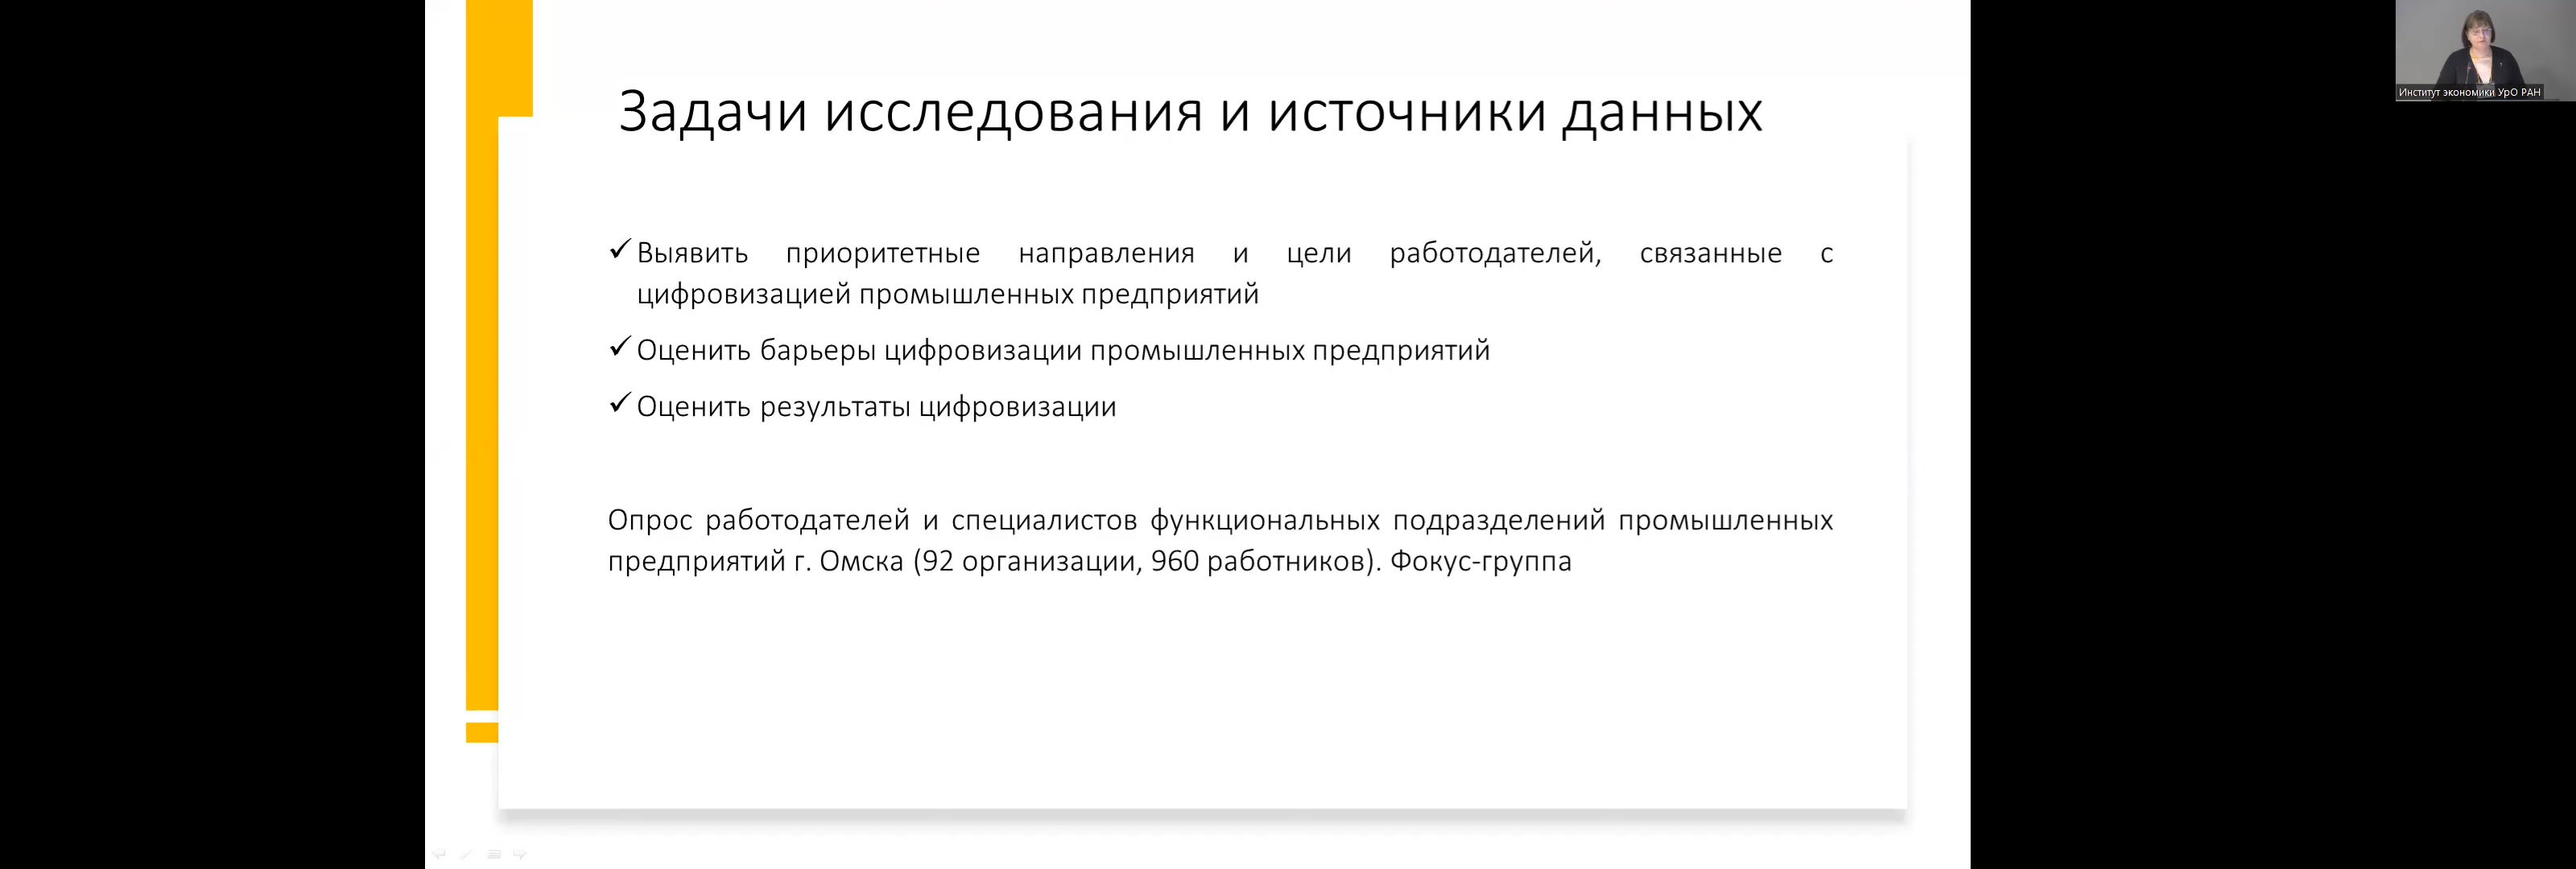 Задачи исследования и источники данных
Институт экономики УрО РАН
Выявить приоритетные направления и цели работодателей, связанные с
цифровизацией промышленных предприятий
Оценить барьеры цифровизации промышленных предприятий
Оценить результаты цифровизации
Опрос работодателей и специалистов функциональных подразделений промышленных
предприятий г. Омска (92 организации, 960 работников). Фокус-группа